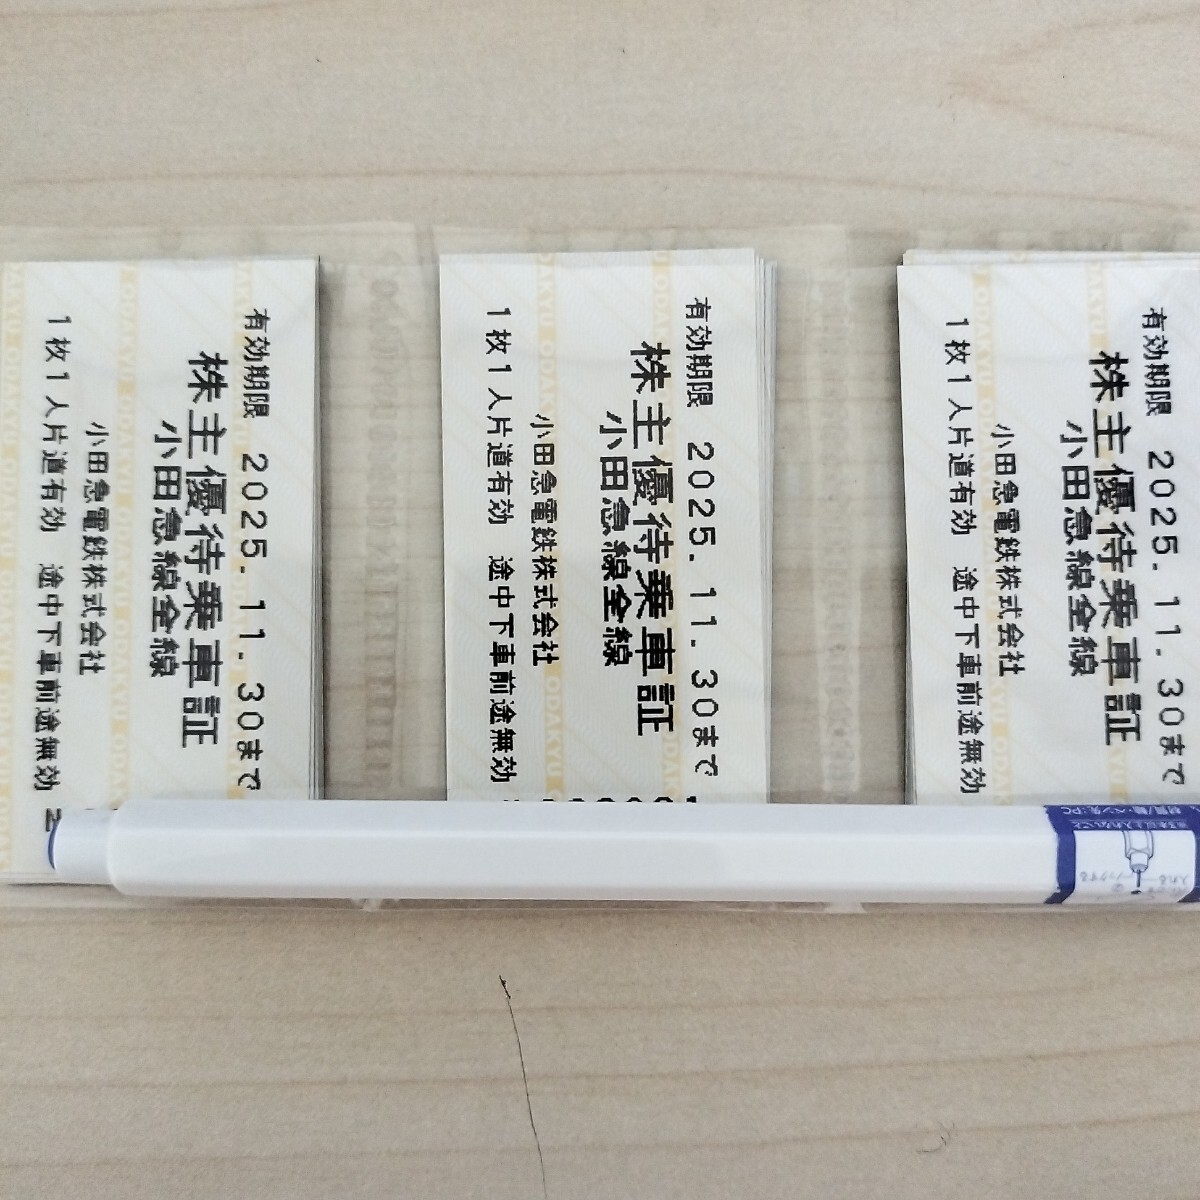 有効期限 2025.11.30まで
株主優待乗車証
小田急線全線
小田急電鉄株式会社
1枚1人片道有効 途中下車前途無効
有効期限 2025.11.30まで
株主優待乗車証
小田急線全線
小田急電鉄株式会社
1枚1人片道有効 途中下車前途無効
有効期限 2025.11.30まで
株主優待乗車証
小田急線全線
小田急電鉄株式会社
1枚1人片道有効 途中下車前途無効
ODAKYU